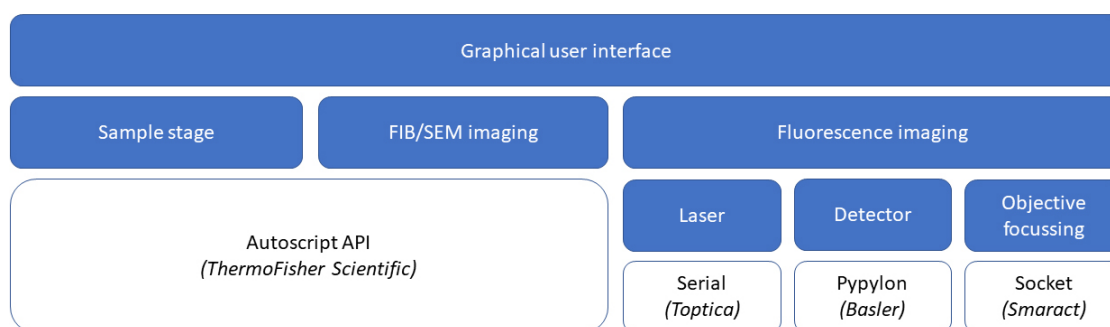 Graphical user interface
Sample stage
FIB/SEM imaging
Fluorescence imaging
Autoscript API
(ThermoFisher Scientific)
Laser
Detector
Objective
focussing
Serial
(Toptica)
Pypylon
(Basler)
Socket
(Smaract)